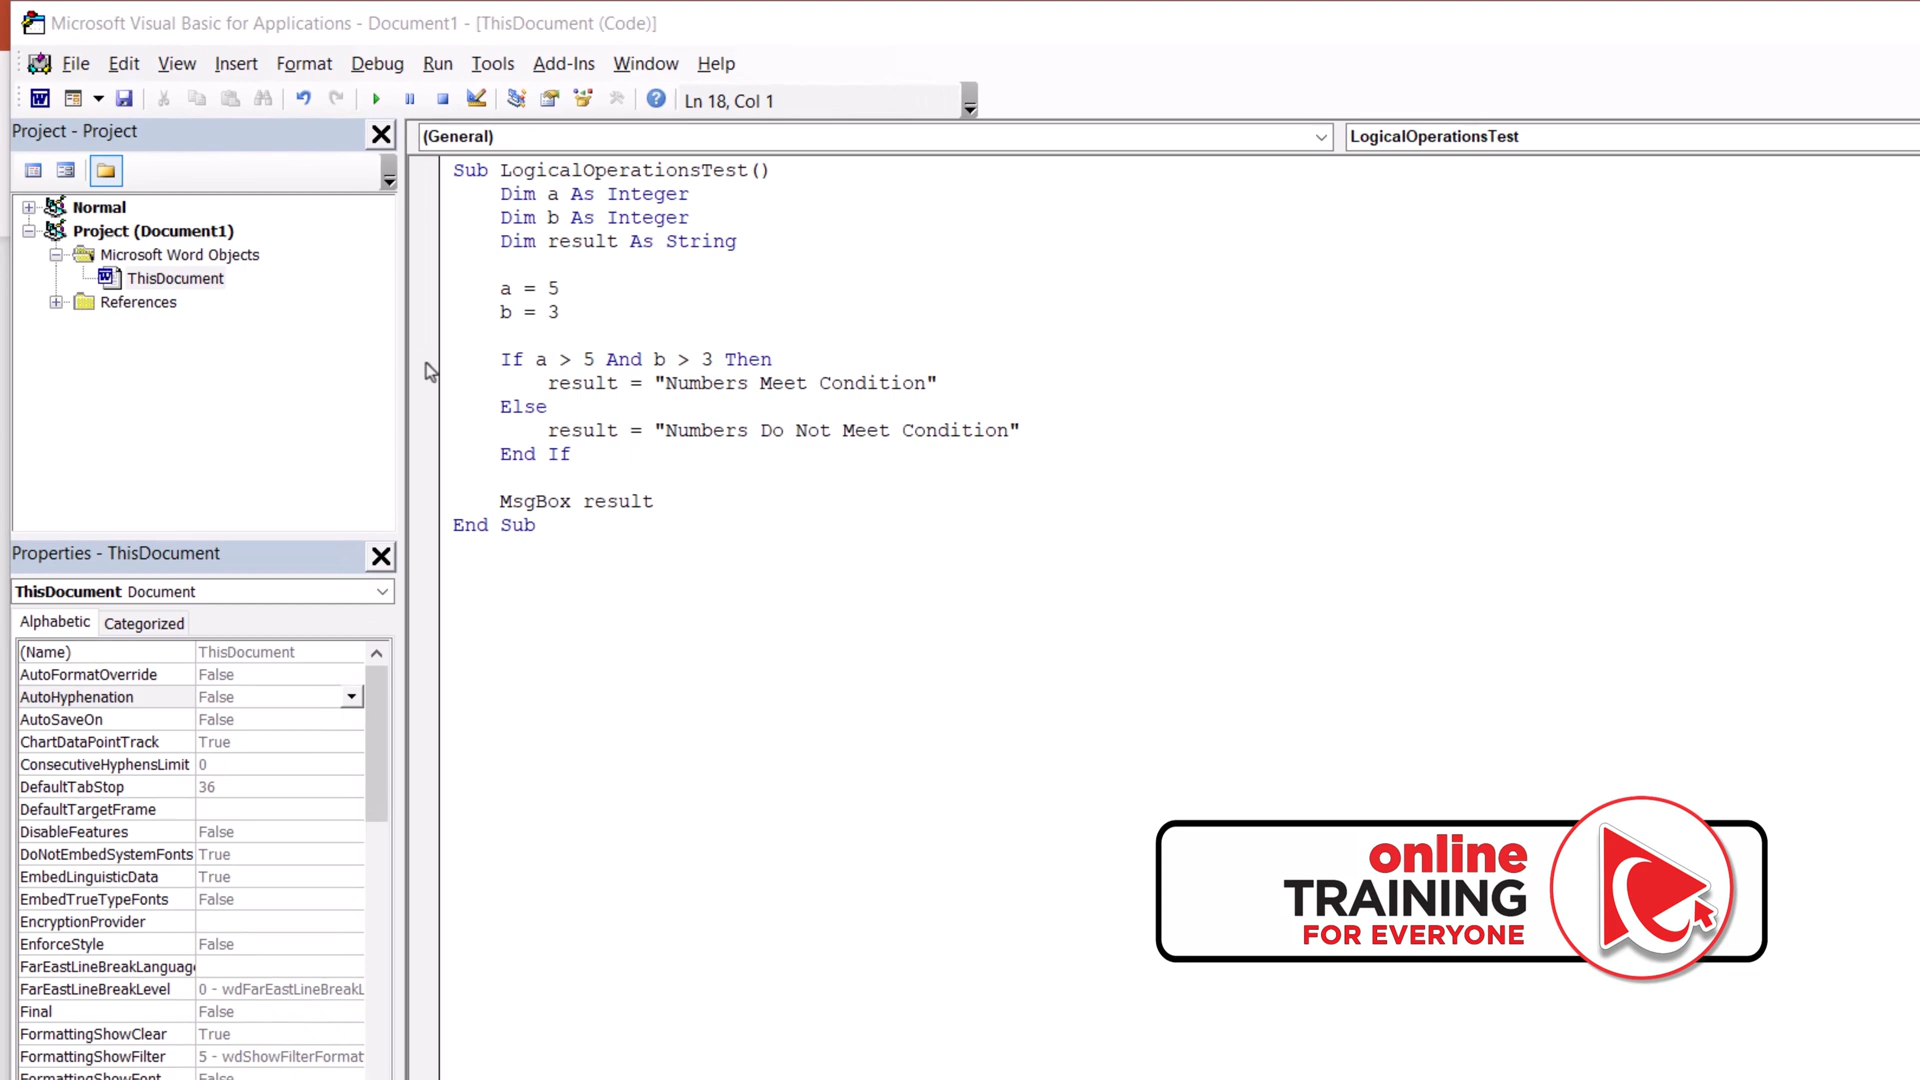 Microsoft Visual Basic for Applications - Document1 - [ThisDocument (Code)]
File Edit View Insert Format Debug Run Tools Add-Ins Window Help
Ln 18, Col 1
Project - Project
(General)
LogicalOperationsTest
Normal
Project (Document1)
Microsoft Word Objects
ThisDocument
References
Sub LogicalOperationsTest()
Dim a As Integer
Dim b As Integer
Dim result As String
a = 5
b = 3
If a > 5 And b > 3 Then
result = "Numbers Meet Condition"
Else
result = "Numbers Do Not Meet Condition"
End If
MsgBox result
End Sub
Properties - ThisDocument
ThisDocument Document
Alphabetic Categorized
(Name) ThisDocument
AutoFormatOverride False
AutoHyphenation False
AutoSaveOn False
ChartDataPointTrack True
ConsecutiveHyphensLimit 0
DefaultTabStop 36
DefaultTargetFrame
DisableFeatures False
DoNotEmbedSystemFonts True
EmbedLinguisticData True
EmbedTrueTypeFonts False
EncryptionProvider
EnforceStyle False
FarEastLineBreakLanguag
FarEastLineBreakLevel 0 - wdFarEastLineBreakL
Final False
FormattingShowClear True
FormattingShowFilter 5 - wdShowFilterFormat
FormattingShowFont False
online
TRAINING
FOR EVERYONE